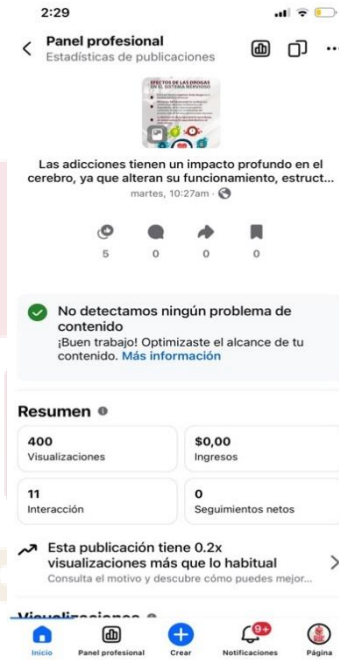 2:29
Panel profesional
Estadísticas de publicaciones
EFECTOS DE LAS DROGAS
EN EL SISTEMA NERVIOSO
Las adicciones tienen un impacto profundo en el
cerebro, ya que alteran su funcionamiento, estruct...
martes, 10:27am ·
5 0 0 0
No detectamos ningún problema de
contenido
¡Buen trabajo! Optimizaste el alcance de tu
contenido. Más información
Resumen
400
Visualizaciones
$0,00
Ingresos
11
Interacción
0
Seguimientos netos
Esta publicación tiene 0.2x
visualizaciones más que lo habitual
Consulta el motivo y descubre cómo puedes mejor...
Visualizaciones
9+
Inicio Panel profesional Crear Notificaciones Página